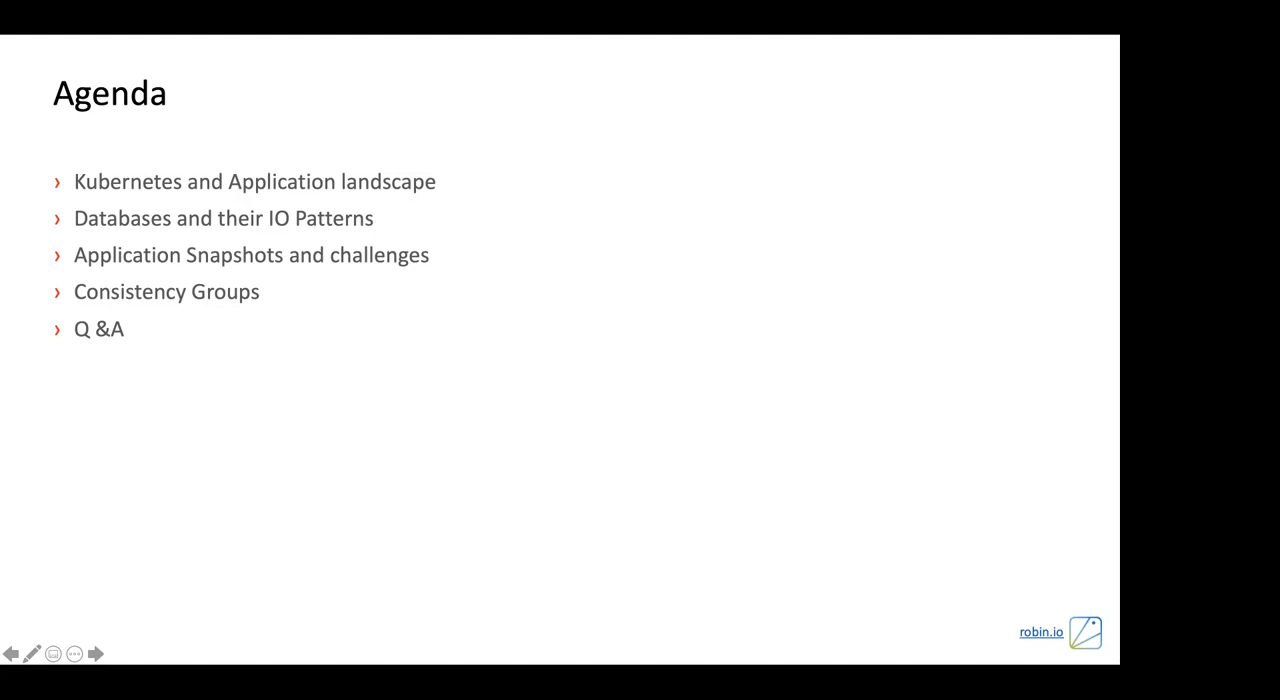 Agenda
› Kubernetes and Application landscape
› Databases and their IO Patterns
› Application Snapshots and challenges
› Consistency Groups
› Q &A
robin.io